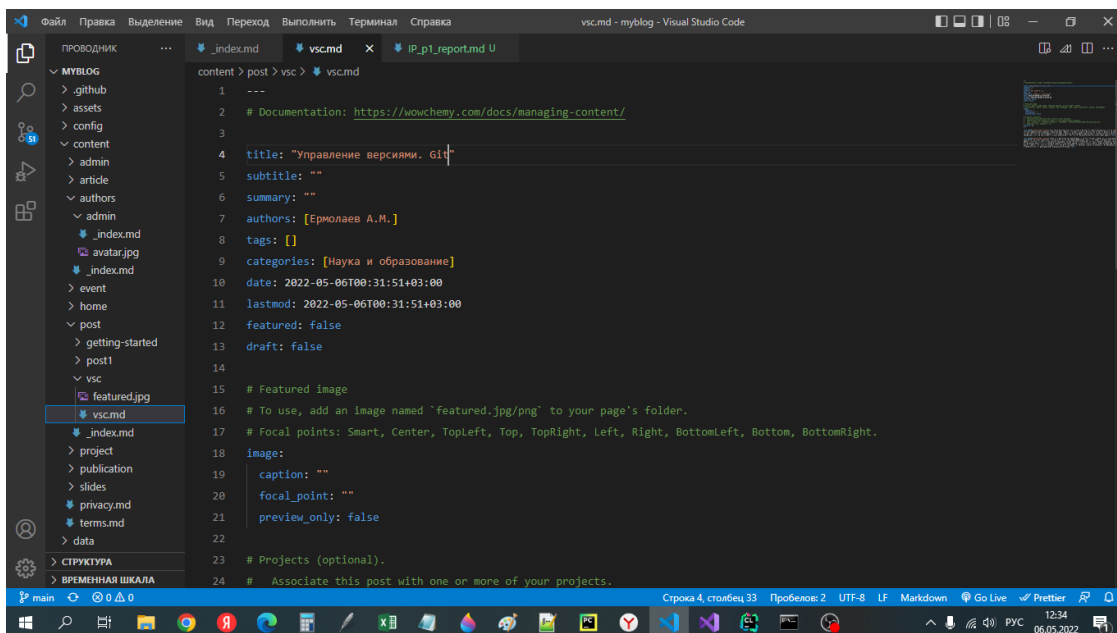 Файл Правка Выделение Вид Переход Выполнить Терминал Справка vsc.md - myblog - Visual Studio Code
ПРОВОДНИК ... _index.md vsc.md IP_p1_report.md U
MYBLOG
.github
assets
config
content
admin
article
authors
admin
_index.md
avatar.jpg
_index.md
event
home
post
getting-started
post1
vsc
featured.jpg
vsc.md
_index.md
project
publication
slides
privacy.md
terms.md
data
СТРУКТУРА
ВРЕМЕННАЯ ШКАЛА
51
content > post > vsc > vsc.md
1 ---
2 # Documentation: https://wowchemy.com/docs/managing-content/
3
4 title: "Управление версиями. Git"
5 subtitle: ""
6 summary: ""
7 authors: [Ермолаев А.М.]
8 tags: []
9 categories: [Наука и образование]
10 date: 2022-05-06T00:31:51+03:00
11 lastmod: 2022-05-06T00:31:51+03:00
12 featured: false
13 draft: false
14
15 # Featured image
16 # To use, add an image named `featured.jpg/png` to your page's folder.
17 # Focal points: Smart, Center, TopLeft, Top, TopRight, Left, Right, BottomLeft, Bottom, BottomRight.
18 image:
19 caption: ""
20 focal_point: ""
21 preview_only: false
22
23 # Projects (optional).
24 # Associate this post with one or more of your projects.
main 0 0 Строка 4, столбец 33 Пробелов: 2 UTF-8 LF Markdown Go Live Prettier
РУС 12:34
06.05.2022